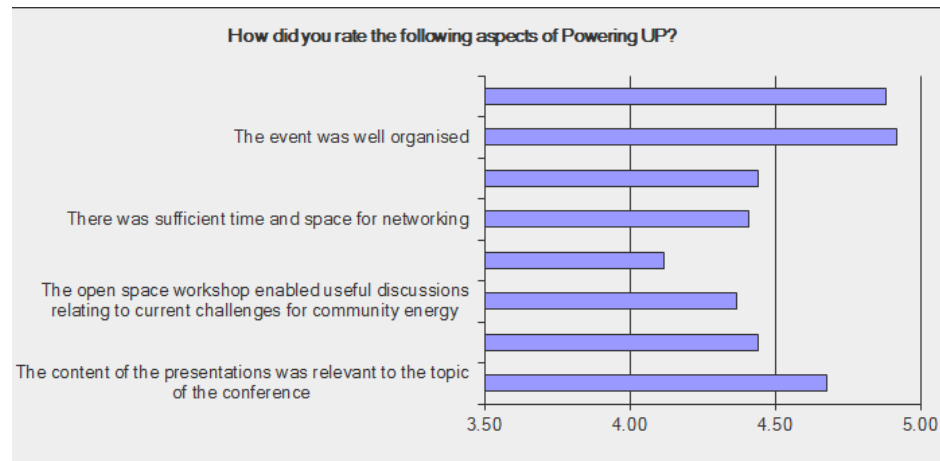 How did you rate the following aspects of Powering UP?
The event was well organised
There was sufficient time and space for networking
The open space workshop enabled useful discussions
relating to current challenges for community energy
The content of the presentations was relevant to the topic
of the conference
3.50 4.00 4.50 5.00